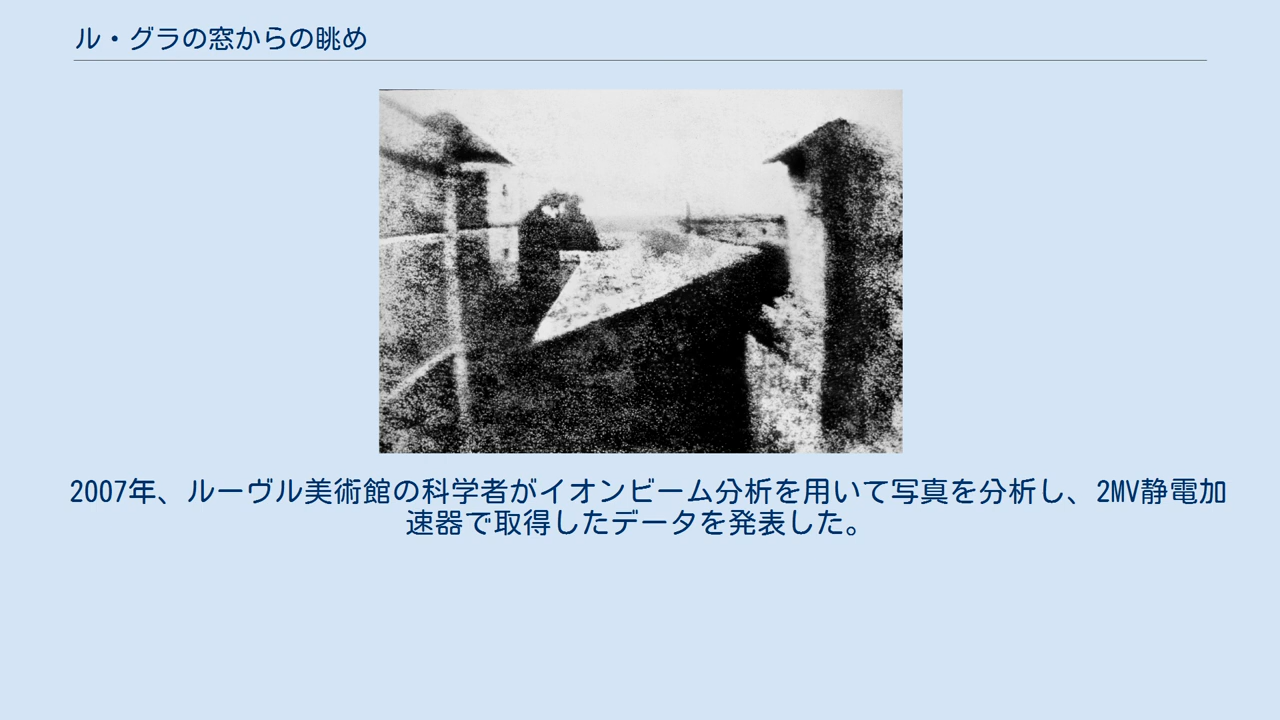 ル・グラの窓からの眺め
2007年、ルーヴル美術館の科学者がイオンビーム分析を用いて写真を分析し、2MV静電加
速器で取得したデータを発表した。